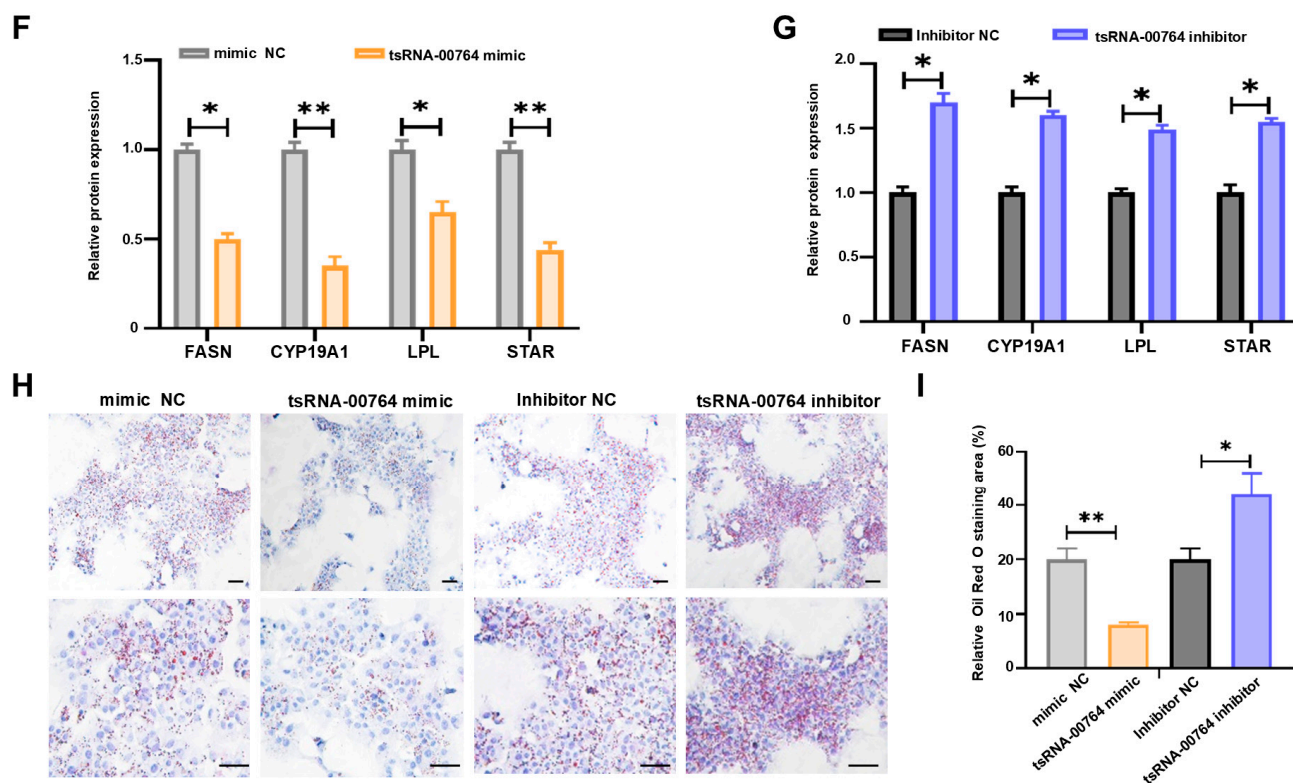 F
mimic NC
tsRNA-00764 mimic
Relative protein expression
1.5
1.0
0.5
0
*
**
*
**
FASN
CYP19A1
LPL
STAR
G
Inhibitor NC
tsRNA-00764 inhibitor
Relative protein expression
2.0
1.5
1.0
0.5
0
*
*
*
*
FASN
CYP19A1
LPL
STAR
H
mimic NC
tsRNA-00764 mimic
Inhibitor NC
tsRNA-00764 inhibitor
I
Relative Oil Red O staining area (%)
60
40
20
10
0
**
*
mimic NC
tsRNA-00764 mimic
Inhibitor NC
tsRNA-00764 inhibitor